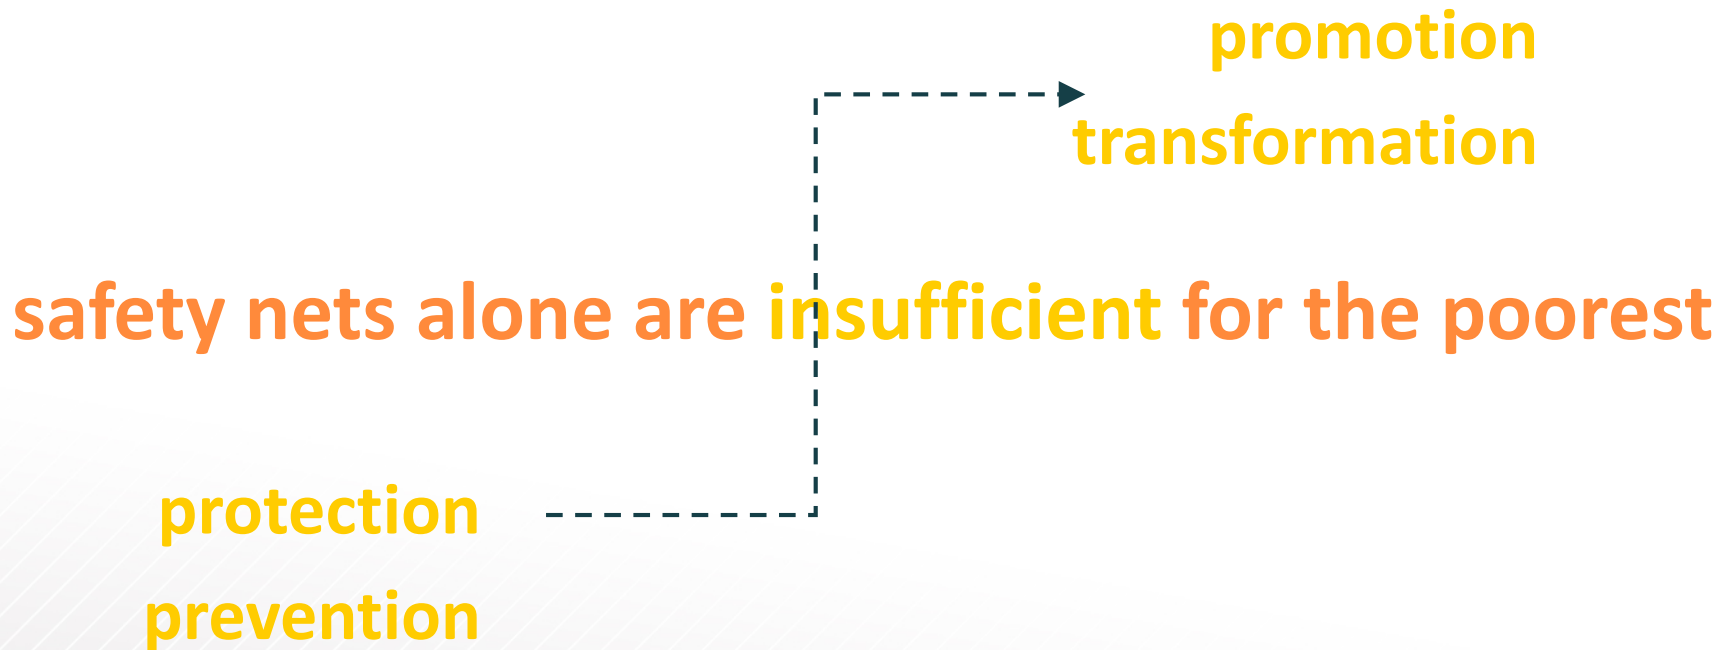 promotion
transformation
safety nets alone are insufficient for the poorest
protection
prevention